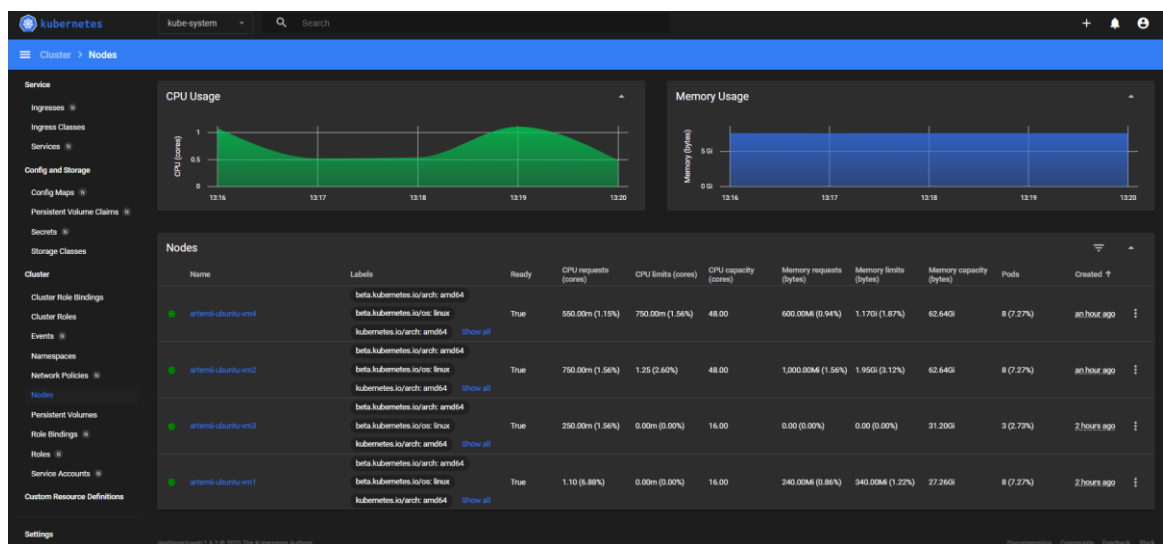 kubernetes
kube-system
Search
Cluster > Nodes
Service
Ingresses N
Ingress Classes
Services N
Config and Storage
Config Maps N
Persistent Volume Claims N
Secrets N
Storage Classes
Cluster
Cluster Role Bindings
Cluster Roles
Events N
Namespaces
Network Policies N
Nodes
Persistent Volumes
Role Bindings N
Roles N
Service Accounts N
Custom Resource Definitions
Settings
CPU Usage
CPU (cores)
1
0.5
0
13:16 13:17 13:18 13:19 13:20
Memory Usage
Memory (bytes)
5 Gi
0 Gi
13:16 13:17 13:18 13:19 13:20
Nodes
Name Labels Ready CPU requests (cores) CPU limits (cores) CPU capacity (cores) Memory requests (bytes) Memory limits (bytes) Memory capacity (bytes) Pods Created ↑
beta.kubernetes.io/arch: amd64
artemii-ubuntu-vm4 beta.kubernetes.io/os: linux True 550.00m (1.15%) 750.00m (1.56%) 48.00 600.00Mi (0.94%) 1.17Gi (1.87%) 62.64Gi 8 (7.27%) an hour ago
kubernetes.io/arch: amd64 Show all
beta.kubernetes.io/arch: amd64
artemii-ubuntu-vm2 beta.kubernetes.io/os: linux True 750.00m (1.56%) 1.25 (2.60%) 48.00 1,000.00Mi (1.56%) 1.95Gi (3.12%) 62.64Gi 8 (7.27%) an hour ago
kubernetes.io/arch: amd64 Show all
beta.kubernetes.io/arch: amd64
artemii-ubuntu-vm3 beta.kubernetes.io/os: linux True 250.00m (1.56%) 0.00m (0.00%) 16.00 0.00 (0.00%) 0.00 (0.00%) 31.20Gi 3 (2.73%) 2 hours ago
kubernetes.io/arch: amd64 Show all
beta.kubernetes.io/arch: amd64
artemii-ubuntu-vm1 beta.kubernetes.io/os: linux True 1.10 (6.88%) 0.00m (0.00%) 16.00 240.00Mi (0.86%) 340.00Mi (1.22%) 27.26Gi 8 (7.27%) 2 hours ago
kubernetes.io/arch: amd64 Show all
The Kubernetes Authors
Documentation Community Feedback Slack